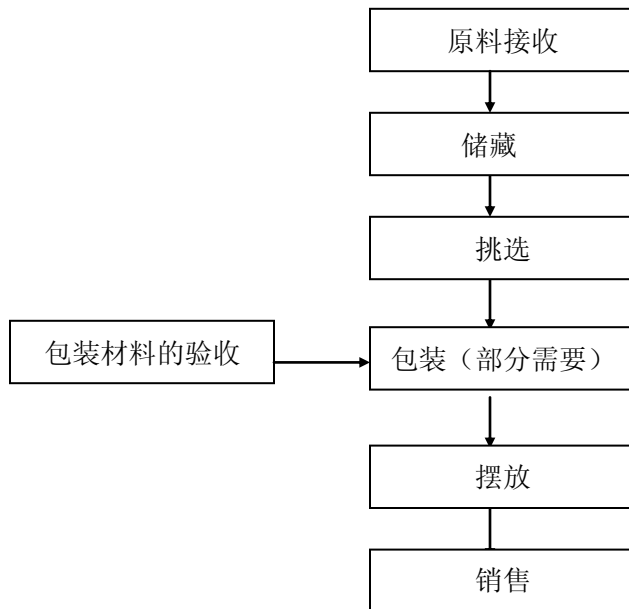 原料接收
储藏
挑选
包装材料的验收
包装（部分需要）
摆放
销售